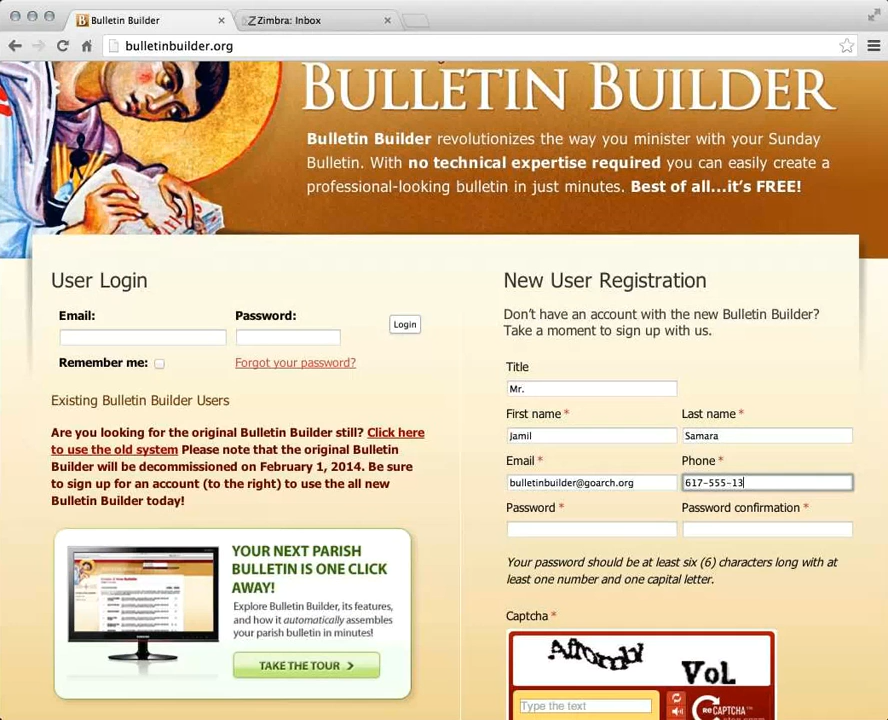 Bulletin Builder
Zimbra: Inbox
bulletinbuilder.org
BULLETIN BUILDER
Bulletin Builder revolutionizes the way you minister with your Sunday
Bulletin. With no technical expertise required you can easily create a
professional-looking bulletin in just minutes. Best of all...it's FREE!
User Login
Email:
Password:
Login
Remember me:
Forgot your password?
Existing Bulletin Builder Users
Are you looking for the original Bulletin Builder still? Click here
to use the old system Please note that the original Bulletin
Builder will be decommissioned on February 1, 2014. Be sure
to sign up for an account (to the right) to use the all new
Bulletin Builder today!
YOUR NEXT PARISH
BULLETIN IS ONE CLICK
AWAY!
Explore Bulletin Builder, its features,
and how it automatically assembles
your parish bulletin in minutes!
TAKE THE TOUR
New User Registration
Don't have an account with the new Bulletin Builder?
Take a moment to sign up with us.
Title
Mr.
First name *
Last name *
Jamil
Samara
Email *
Phone *
bulletinbuilder@goarch.org
617-555-13
Password *
Password confirmation *
Your password should be at least six (6) characters long with at
least one number and one capital letter.
Captcha *
VoL
Type the text
reCAPTCHA™